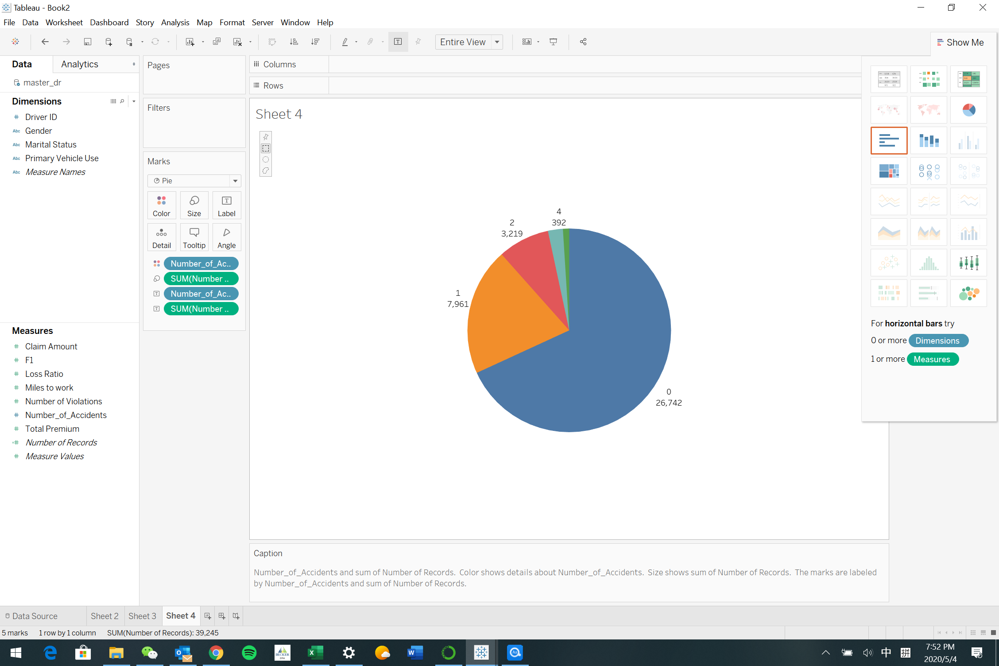 Tableau - Book2
File Data Worksheet Dashboard Story Analysis Map Format Server Window Help
Entire View
Show Me
Data Analytics
master_dr
Dimensions
# Driver ID
Abc Gender
Abc Marital Status
Abc Primary Vehicle Use
Abc Measure Names
Measures
# Claim Amount
# F1
# Loss Ratio
# Miles to work
# Number of Violations
# Number_of_Accidents
# Total Premium
=# Number of Records
# Measure Values
Pages
Filters
Marks
Pie
Color Size Label
Detail Tooltip Angle
Number_of_Ac..
SUM(Number ..
Number_of_Ac..
SUM(Number ..
Columns
Rows
Sheet 4
4
392
2
3,219
1
7,961
0
26,742
For horizontal bars try
0 or more Dimensions
1 or more Measures
Caption
Number_of_Accidents and sum of Number of Records. Color shows details about Number_of_Accidents. Size shows sum of Number of Records. The marks are labeled
by Number_of_Accidents and sum of Number of Records.
Data Source Sheet 2 Sheet 3 Sheet 4
5 marks 1 row by 1 column SUM(Number of Records): 39,245
BECKER
CPA
中 拼
7:52 PM
2020/5/4